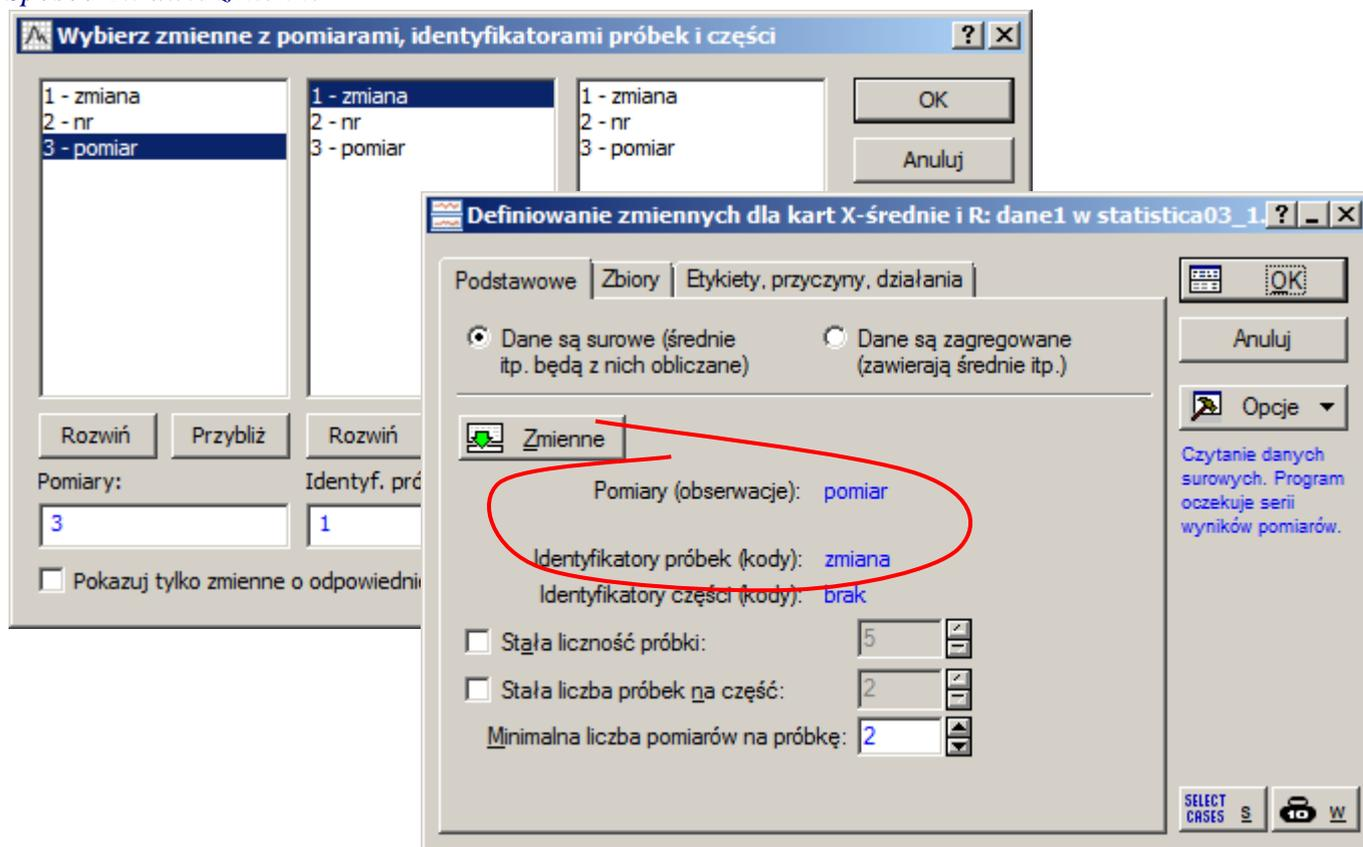 Wybierz zmienne z pomiarami, identyfikatorami próbek i części
1 - zmiana
2 - nr
3 - pomiar
1 - zmiana
2 - nr
3 - pomiar
1 - zmiana
2 - nr
3 - pomiar
OK
Anuluj
Rozwiń
Przybliż
Rozwiń
Pomiary:
Identyf.
3
1
Pokazuj tylko zmienne o
Definiowanie zmiennych dla kart X-średnie i R: dane1 w statistica03_1.
Podstawowe
Zbiory
Etykiety, przyczyny, działania
Dane są surowe (średnie
itp. będą z nich obliczane)
Dane są zagregowane
(zawierają średnie itp.)
Zmienne
Pomiary (obserwacje): pomiar
Identyfikatory próbek (kody): zmiana
Identyfikatory części (kody): brak
Stała liczność próbki: 5
Stała liczba próbek na część: 2
Minimalna liczba pomiarów na próbkę: 2
OK
Anuluj
Opcje
Czytanie danych
surowych. Program
oczekuje serii
wyników pomiarów.
SELECT
CASES S
10 W